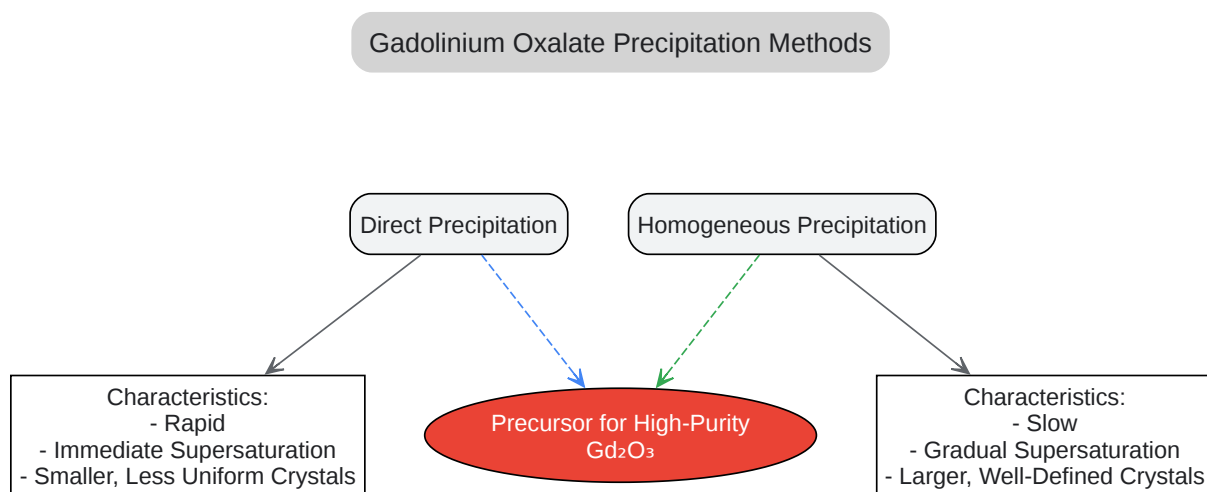 Gadolinium Oxalate Precipitation Methods
Direct Precipitation
Homogeneous Precipitation
Characteristics:
- Rapid
- Immediate Supersaturation
- Smaller, Less Uniform Crystals
Precursor for High-Purity
Gd₂O₃
Characteristics:
- Slow
- Gradual Supersaturation
- Larger, Well-Defined Crystals